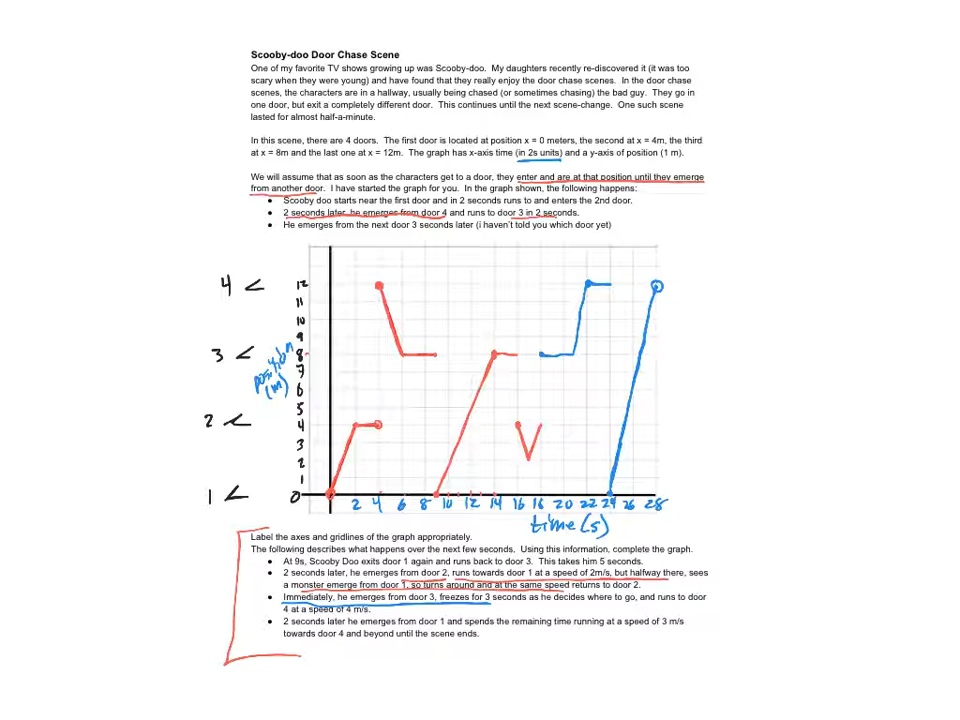 Scooby-doo Door Chase Scene
One of my favorite TV shows growing up was Scooby-doo. My daughters recently re-discovered it (it was too
scary when they were young) and have found that they really enjoy the door chase scenes. In the door chase
scenes, the characters are in a hallway, usually being chased (or sometimes chasing) the bad guy. They go in
one door, but exit a completely different door. This continues until the next scene-change. One such scene
lasted for almost half-a-minute.
In this scene, there are 4 doors. The first door is located at position x = 0 meters, the second at x = 4m, the third
at x = 8m and the last one at x = 12m. The graph has x-axis time (in 2s units) and a y-axis of position (1 m).
We will assume that as soon as the characters get to a door, they enter and are at that position until they emerge
from another door. I have started the graph for you. In the graph shown, the following happens:
• Scooby doo starts near the first door and in 2 seconds runs to and enters the 2nd door.
• 2 seconds later, he emerges from door 4 and runs to door 3 in 2 seconds.
• He emerges from the next door 3 seconds later (i haven't told you which door yet)
4 < 12
11
10
9
3 < 8
position
(m)
7
6
5
2 < 4
3
2
1
1 < 0
2 4 6 8 10 12 14 16 18 20 22 24 26 28
time (s)
Label the axes and gridlines of the graph appropriately.
The following describes what happens over the next few seconds. Using this information, complete the graph.
• At 9s, Scooby Doo exits door 1 again and runs back to door 3. This takes him 5 seconds.
• 2 seconds later, he emerges from door 2, runs towards door 1 at a speed of 2m/s, but halfway there, sees
a monster emerge from door 1, so turns around and at the same speed returns to door 2.
• Immediately, he emerges from door 3, freezes for 3 seconds as he decides where to go, and runs to door
4 at a speed of 4 m/s.
• 2 seconds later he emerges from door 1 and spends the remaining time running at a speed of 3 m/s
towards door 4 and beyond until the scene ends.